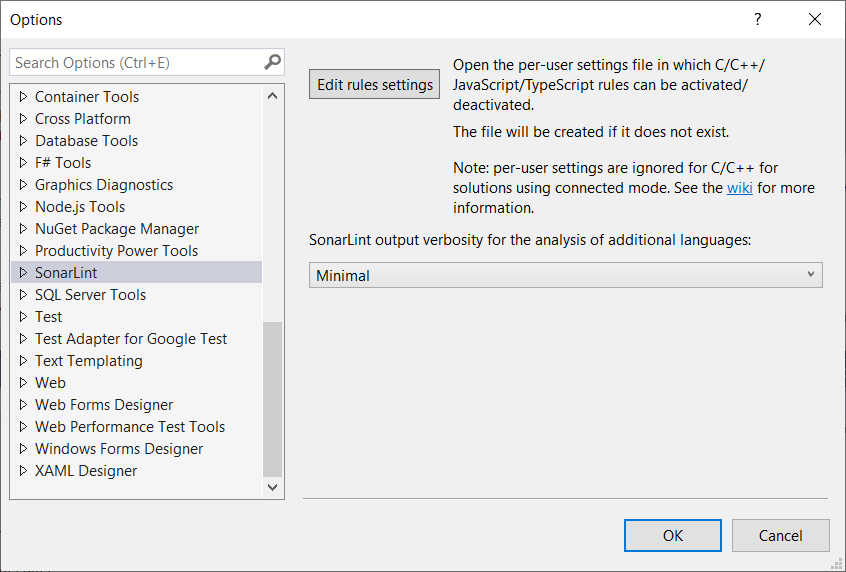 Options
?
Search Options (Ctrl+E)
Container Tools
Cross Platform
Database Tools
F# Tools
Graphics Diagnostics
Node.js Tools
NuGet Package Manager
Productivity Power Tools
SonarLint
SQL Server Tools
Test
Test Adapter for Google Test
Text Templating
Web
Web Forms Designer
Web Performance Test Tools
Windows Forms Designer
XAML Designer
Edit rules settings
Open the per-user settings file in which C/C++/
JavaScript/TypeScript rules can be activated/
deactivated.
The file will be created if it does not exist.
Note: per-user settings are ignored for C/C++ for
solutions using connected mode. See the wiki for more
information.
SonarLint output verbosity for the analysis of additional languages:
Minimal
OK
Cancel